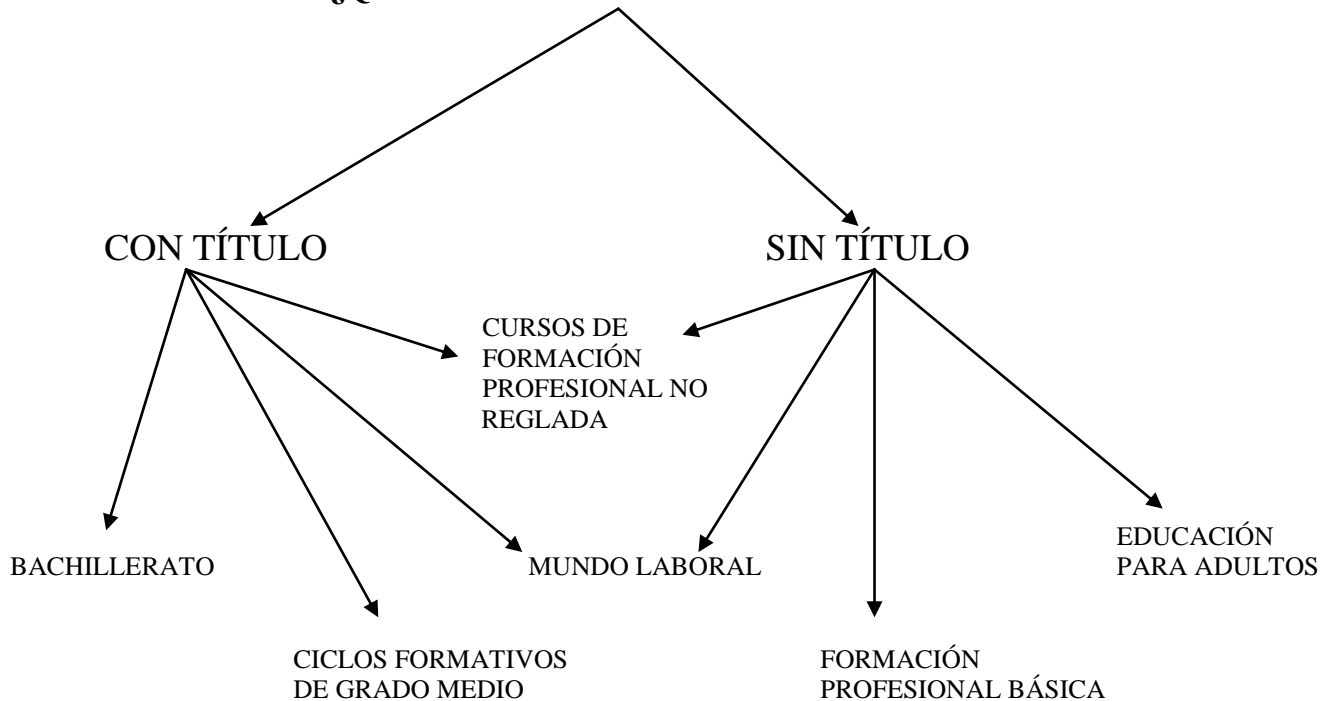 CON TÍTULO
SIN TÍTULO
CURSOS DE
FORMACIÓN
PROFESIONAL NO
REGLADA
BACHILLERATO
MUNDO LABORAL
EDUCACIÓN
PARA ADULTOS
CICLOS FORMATIVOS
DE GRADO MEDIO
FORMACIÓN
PROFESIONAL BÁSICA